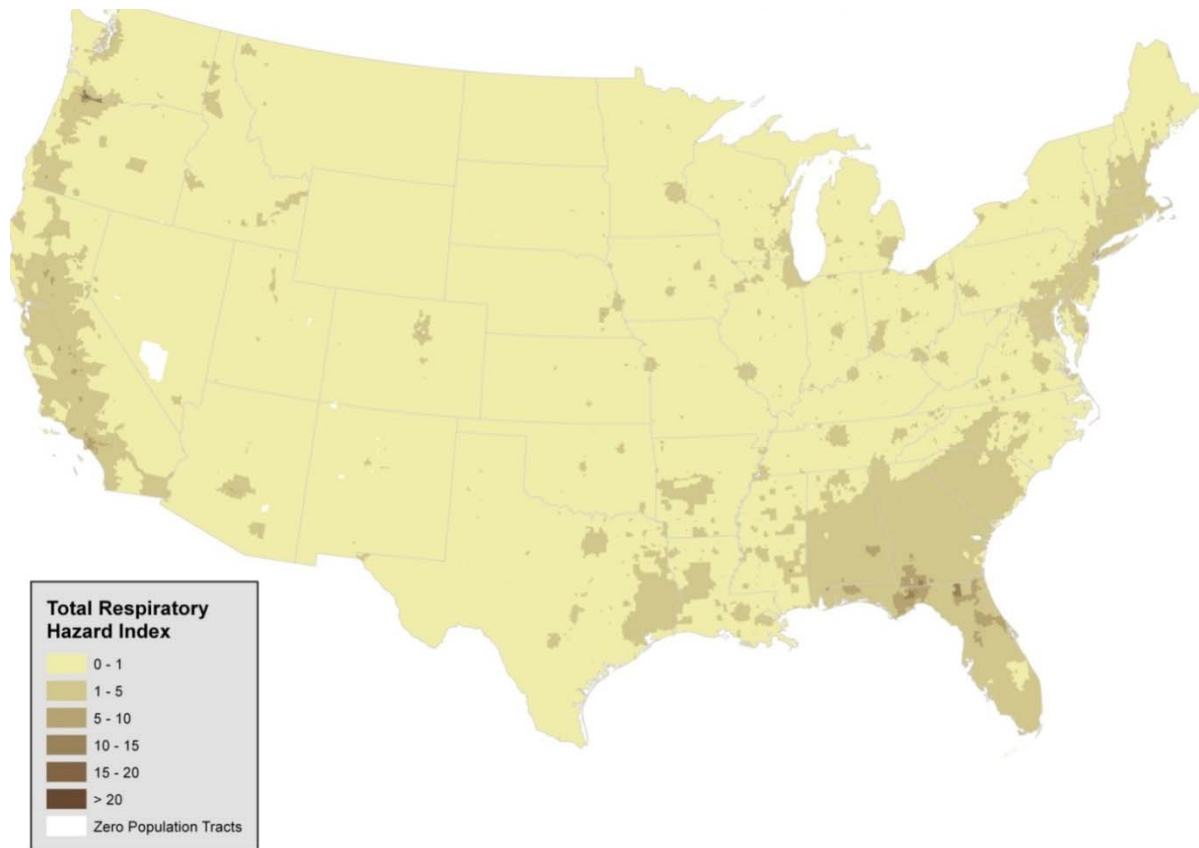 Total Respiratory
Hazard Index
0 - 1
1 - 5
5 - 10
10 - 15
15 - 20
> 20
Zero Population Tracts